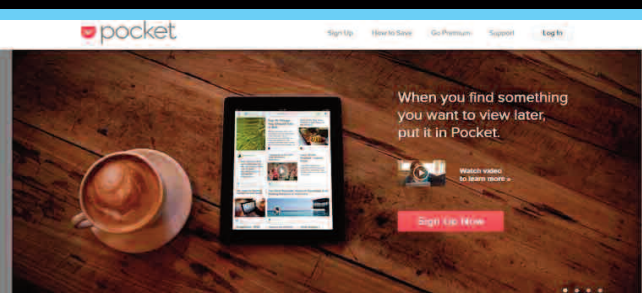 pocket
Sign Up How to Save Go Premium Support Log In
When you find something
you want to view later,
put it in Pocket.
Watch video
to learn more »
Sign Up Now